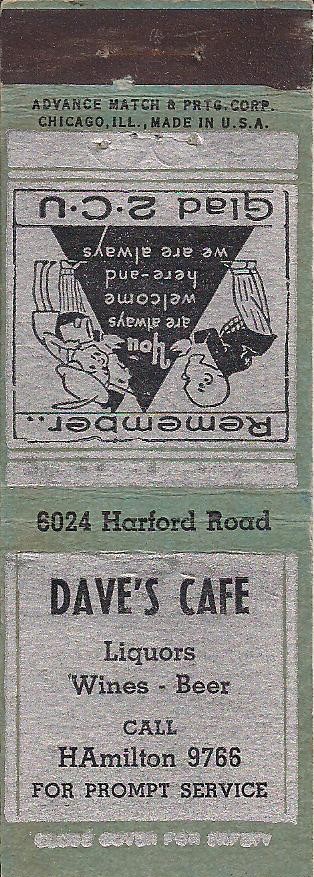 ADVANCE MATCH & PRTG. CORP.
CHICAGO, ILL., MADE IN U.S.A.
Remember..
You
are always
welcome
here-and
we are always
Glad 2·C·U
6024 Harford Road
DAVE'S CAFE
Liquors
Wines - Beer
CALL
HAmilton 9766
FOR PROMPT SERVICE
CLOSE COVER FOR SAFETY